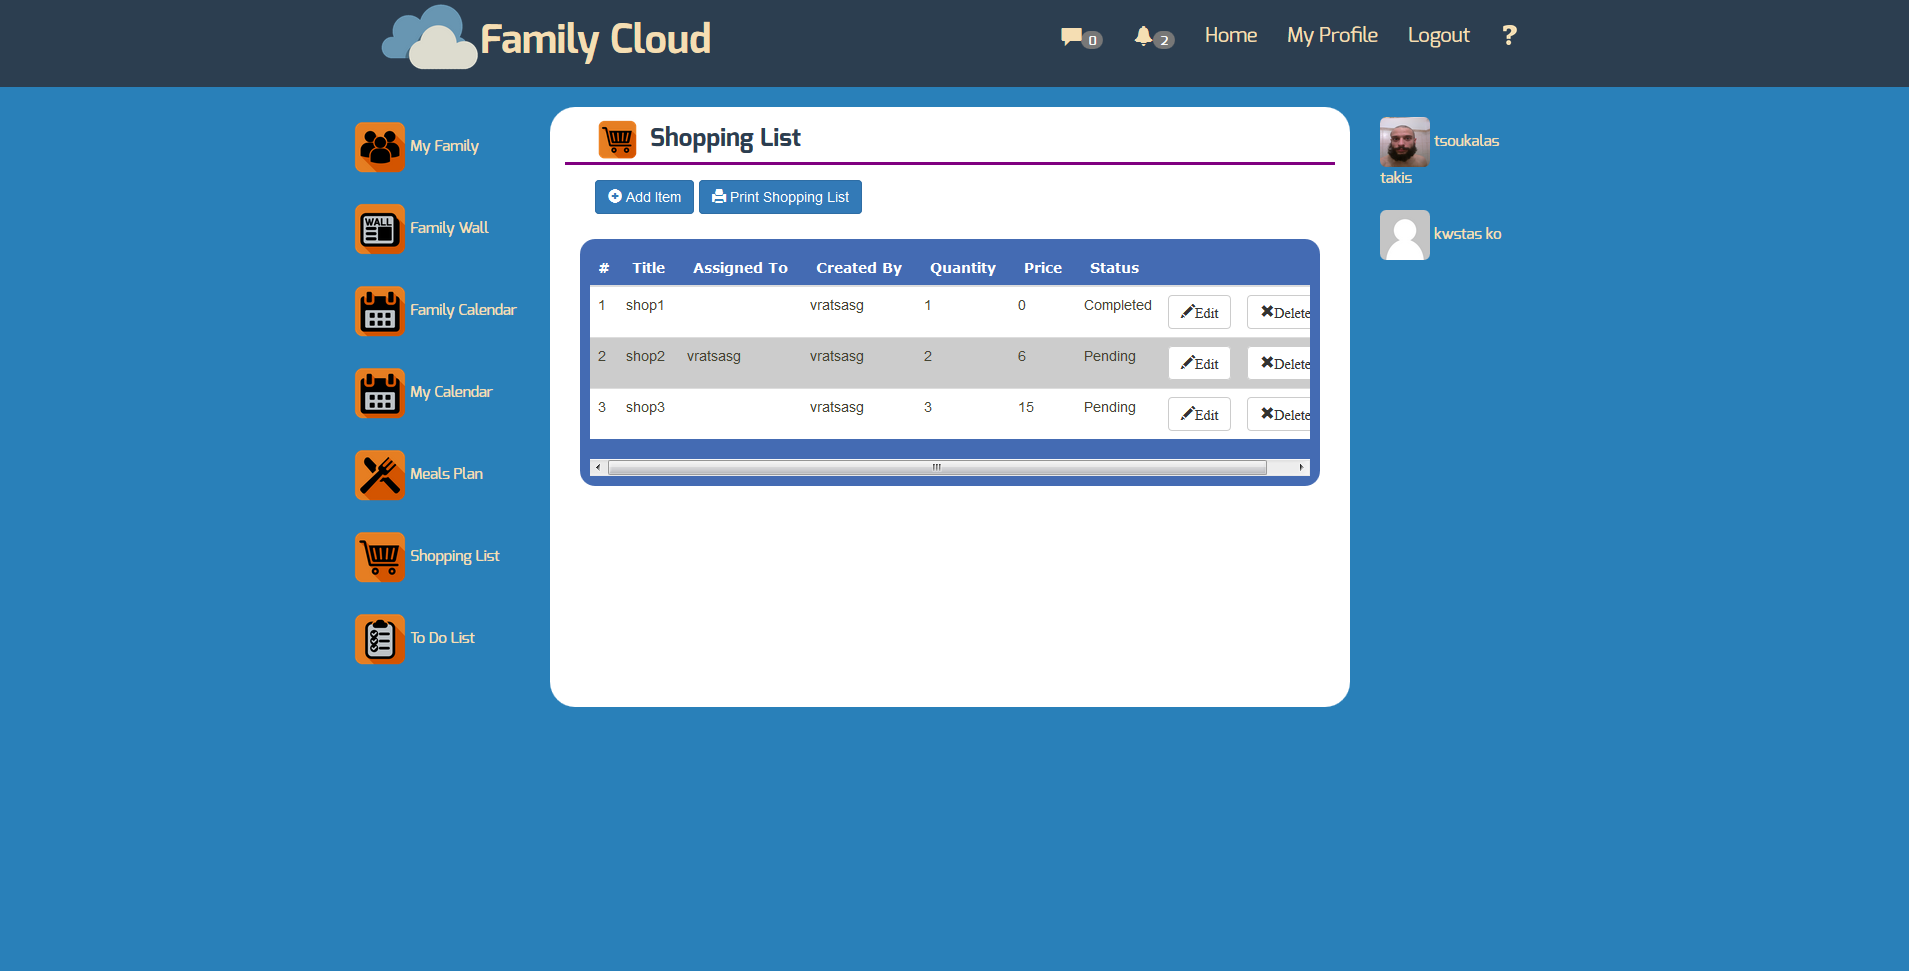 Family Cloud
0
2
Home
My Profile
Logout
?
My Family
WALL
Family Wall
Family Calendar
My Calendar
Meals Plan
Shopping List
To Do List
Shopping List
Add Item
Print Shopping List
# Title Assigned To Created By Quantity Price Status
1 shop1 vratsasg 1 0 Completed Edit Delete
2 shop2 vratsasg vratsasg 2 6 Pending Edit Delete
3 shop3 vratsasg 3 15 Pending Edit Delete
tsoukalas
takis
kwstas ko